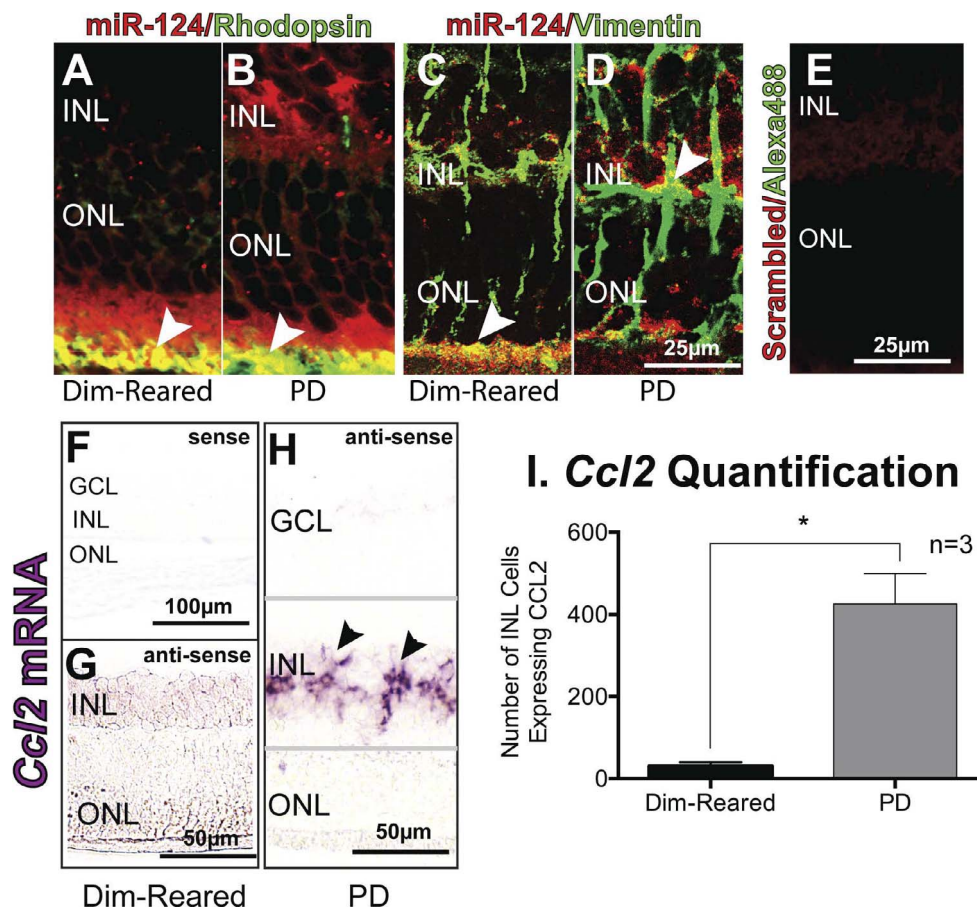 miR-124/Rhodopsin
miR-124/Vimentin
A
INL
ONL
Dim-Reared
B
INL
ONL
PD
C
INL
ONL
Dim-Reared
D
INL
ONL
25µm
PD
Scrambled/Alexa488
E
INL
ONL
25µm
Ccl2 mRNA
F
sense
GCL
INL
ONL
100µm
G
anti-sense
INL
ONL
50µm
Dim-Reared
H
anti-sense
GCL
INL
ONL
50µm
PD
I. Ccl2 Quantification
Number of INL Cells
Expressing CCL2
600
400
200
0
*
n=3
Dim-Reared
PD